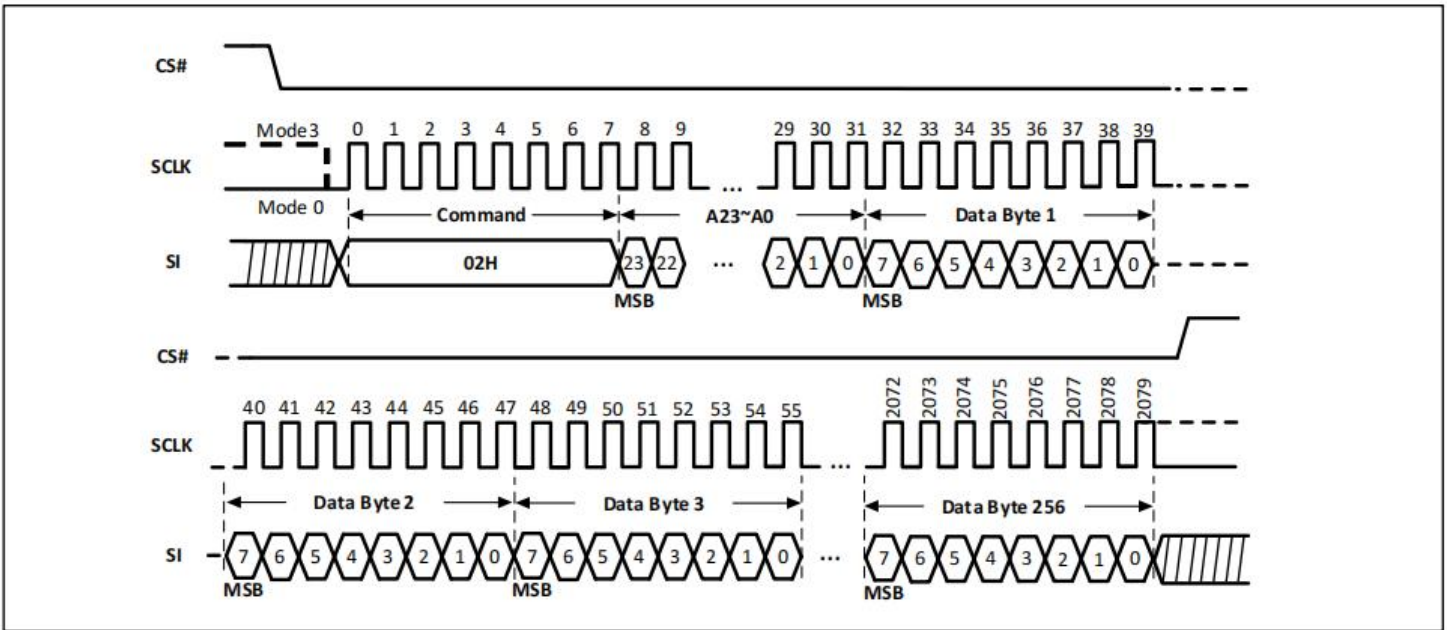 CS#
Mode3 0 1 2 3 4 5 6 7 8 9 29 30 31 32 33 34 35 36 37 38 39
SCLK ...
Mode 0 Command A23~A0 Data Byte 1
SI 02H 23 22 ... 2 1 0 7 6 5 4 3 2 1 0
MSB MSB
CS#
40 41 42 43 44 45 46 47 48 49 50 51 52 53 54 55 2072 2073 2074 2075 2076 2077 2078 2079
SCLK ...
Data Byte 2 Data Byte 3 Data Byte 256
SI 7 6 5 4 3 2 1 0 7 6 5 4 3 2 1 0 ... 7 6 5 4 3 2 1 0
MSB MSB MSB